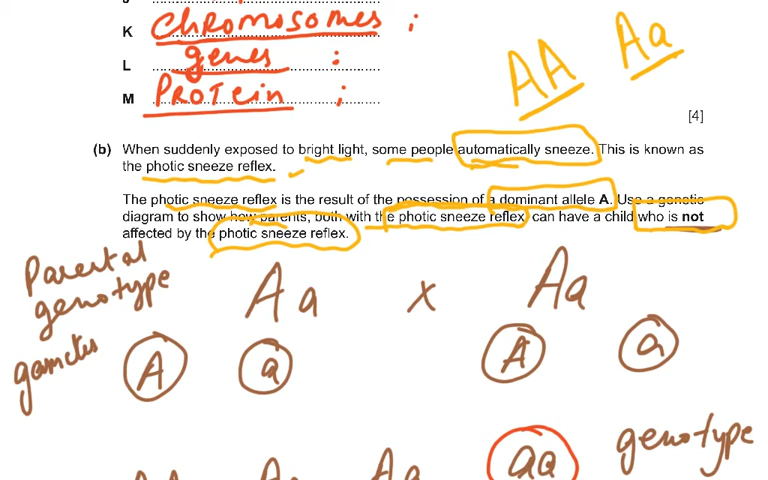 K chromosomes ;
L genes ;
M PROTEIN ;
AA Aa
[4]
(b) When suddenly exposed to bright light, some people automatically sneeze. This is known as
the photic sneeze reflex.
The photic sneeze reflex is the result of the possession of a dominant allele A. Use a genetic
diagram to show how parents, both with the photic sneeze reflex can have a child who is not
affected by the photic sneeze reflex.
Parental
genotype Aa x Aa
gametes A a A a
Aa Aa aa genotype